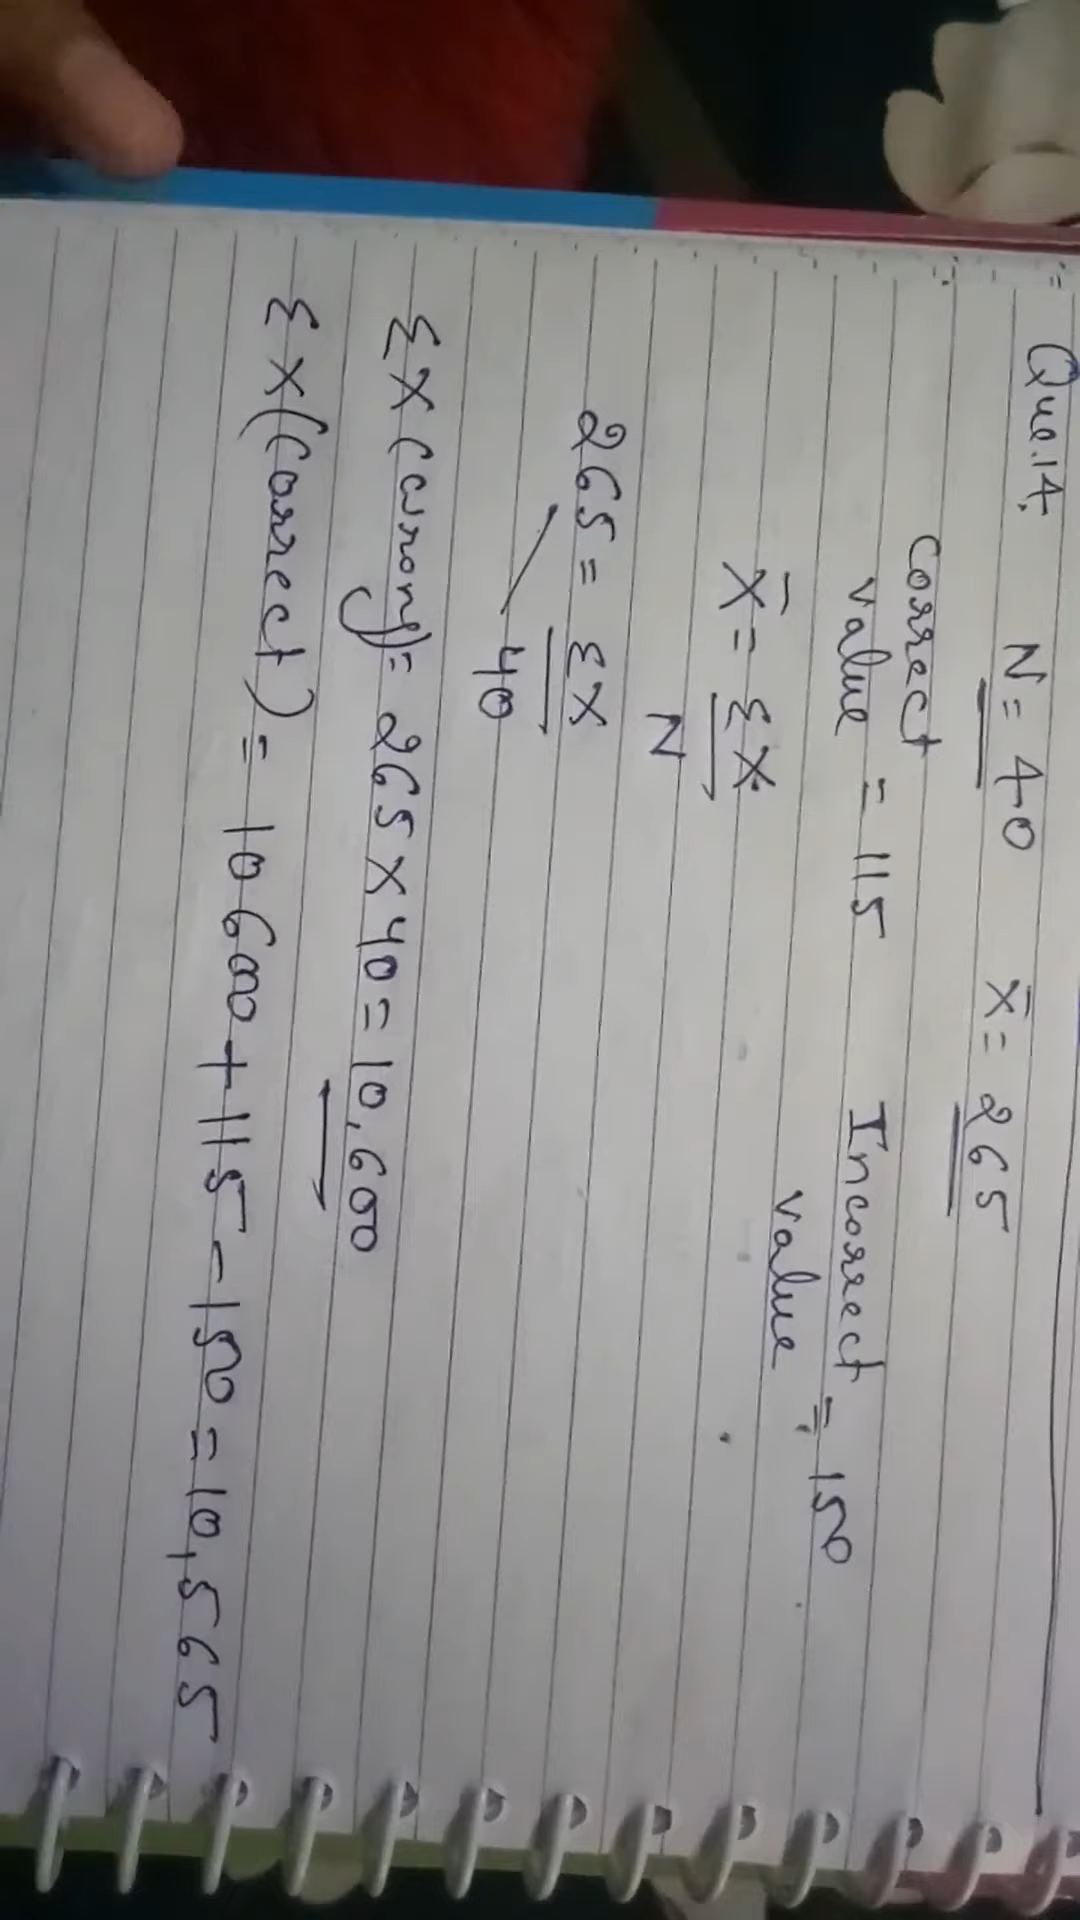 Que.14. N = 40 x̄ = 265
Correct value = 115 Incorrect value = 150
x̄ = Σx / N
265 = Σx / 40
Σx (wrong) = 265 x 40 = 10,600
Σx (Correct) = 10600 + 115 - 150 = 10,565